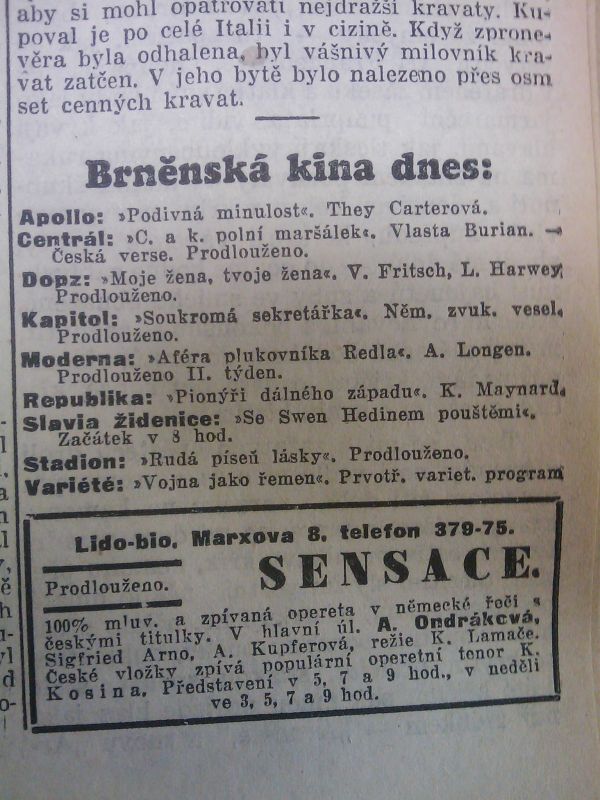 aby si mohl opatřovati nejdražší kravaty. Ku-
poval je po celé Italii i v cizině. Když zprone-
věra byla odhalena, byl vášnivý milovník kra-
vat zatčen. V jeho bytě bylo nalezeno přes osm
set cenných kravat.
Brněnská kina dnes:
Apollo: »Podivná minulost«. They Carterová.
Centrál: »C. a k. polní maršálek«. Vlasta Burian. —
Česká verse. Prodlouženo.
Dopz: »Moje žena, tvoje žena«. V. Fritsch, L. Harwey.
Prodlouženo.
Kapitol: »Soukromá sekretářka«. Něm. zvuk. vesel.
Prodlouženo.
Moderna: »Aféra plukovníka Redla«. A. Longen.
Prodlouženo II. týden.
Republika: »Pionýři dálného západu«. K. Maynard.
Slavia židenice: »Se Swen Hedinem pouštěmi«.
Začátek v 8 hod.
Stadion: »Rudá píseň lásky«. Prodlouženo.
Variété: »Vojna jako řemen«. Prvotř. variet. program
Lido-bio, Marxova 8, telefon 379-75.
Prodlouženo. SENSACE.
100% mluv. a zpívaná opereta v německé řoči s
českými titulky. V hlavní úl. A. Ondráková,
Sigfried Arno, A. Kupferová, režie K. Lamače.
České vložky zpívá populární operetní tenor K.
Kosina. Představení v 5, 7 a 9 hod., v neděli
ve 3, 5, 7 a 9 hod.